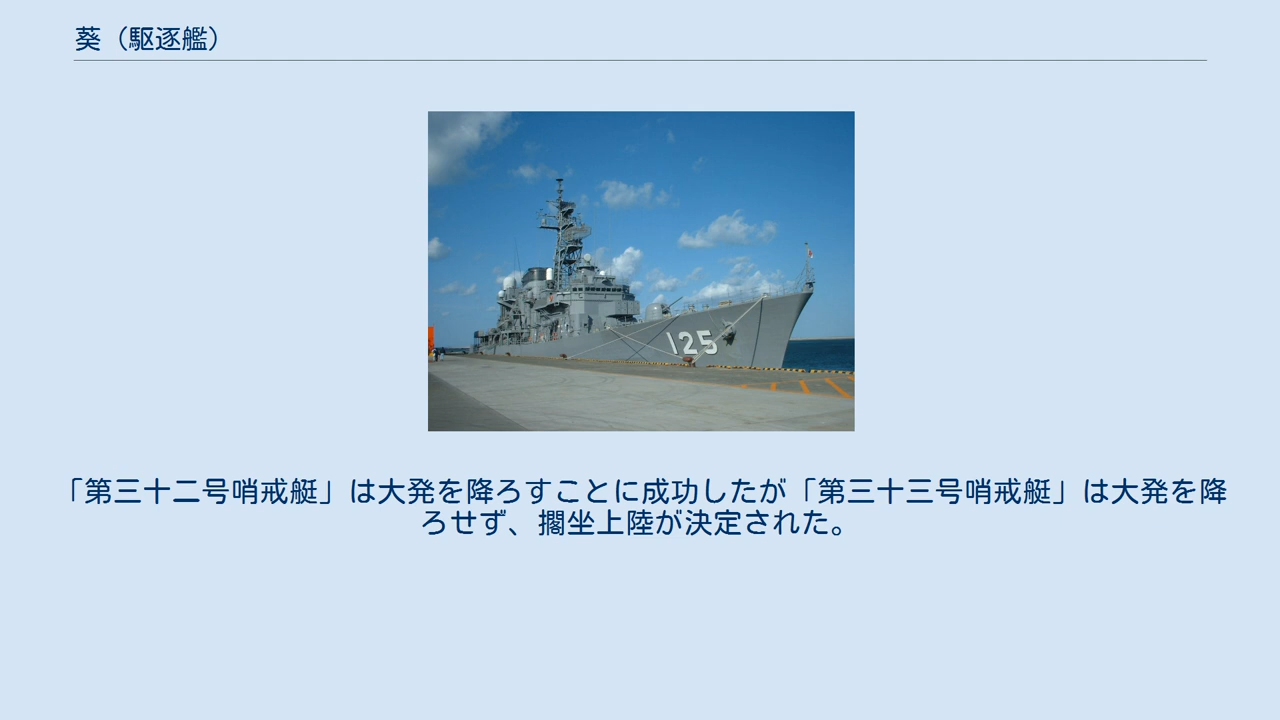 葵（駆逐艦）
125
「第三十二号哨戒艇」は大発を降ろすことに成功したが「第三十三号哨戒艇」は大発を降
ろせず、擱坐上陸が決定された。